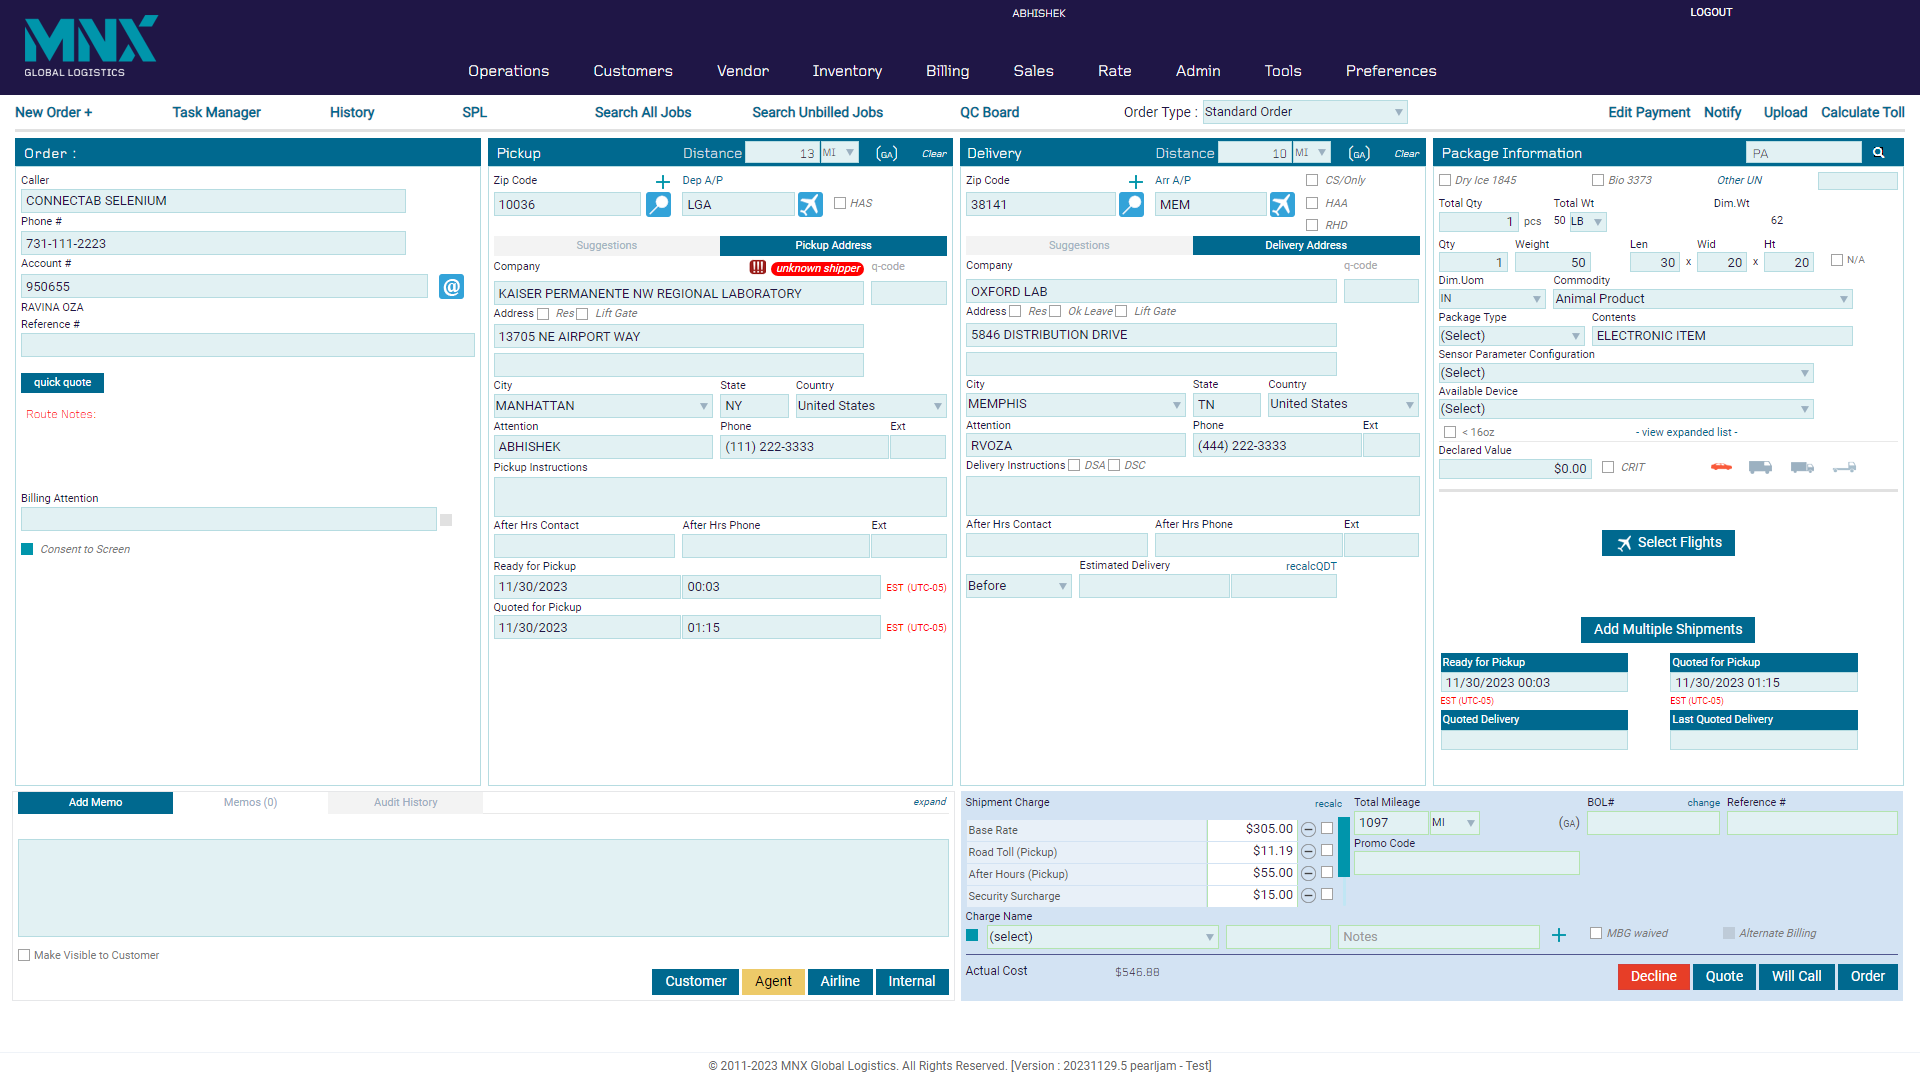 MNX
GLOBAL LOGISTICS
ABHISHEK
LOGOUT
Operations Customers Vendor Inventory Billing Sales Rate Admin Tools Preferences
New Order + Task Manager History SPL Search All Jobs Search Unbilled Jobs QC Board Order Type : Standard Order Edit Payment Notify Upload Calculate Toll
Order :
Caller
CONNECTAB SELENIUM
Phone #
731-111-2223
Account #
950655
@
RAVINA OZA
Reference #
quick quote
Route Notes:
Billing Attention
Consent to Screen
Pickup Distance 13 MI (GA) Clear
Zip Code Dep A/P
10036 LGA HAS
Suggestions Pickup Address
Company unknown shipper q-code
KAISER PERMANENTE NW REGIONAL LABORATORY
Address Res Lift Gate
13705 NE AIRPORT WAY
City State Country
MANHATTAN NY United States
Attention Phone Ext
ABHISHEK (111) 222-3333
Pickup Instructions
After Hrs Contact After Hrs Phone Ext
Ready for Pickup
11/30/2023 00:03 EST (UTC-05)
Quoted for Pickup
11/30/2023 01:15 EST (UTC-05)
Delivery Distance 10 MI (GA) Clear
Zip Code Arr A/P CS/Only
38141 MEM HAA
RHD
Suggestions Delivery Address
Company q-code
OXFORD LAB
Address Res Ok Leave Lift Gate
5846 DISTRIBUTION DRIVE
City State Country
MEMPHIS TN United States
Attention Phone Ext
RVOZA (444) 222-3333
Delivery Instructions DSA DSC
After Hrs Contact After Hrs Phone Ext
Estimated Delivery recalcQDT
Before
Package Information PA
Dry Ice 1845 Bio 3373 Other UN
Total Qty Total Wt Dim.Wt
1 pcs 50 LB 62
Qty Weight Len Wid Ht
1 50 30 x 20 x 20 N/A
Dim.Uom Commodity
IN Animal Product
Package Type Contents
(Select) ELECTRONIC ITEM
Sensor Parameter Configuration
(Select)
Available Device
(Select)
< 16oz - view expanded list -
Declared Value
$0.00 CRIT
Select Flights
Add Multiple Shipments
Ready for Pickup Quoted for Pickup
11/30/2023 00:03 11/30/2023 01:15
EST (UTC-05) EST (UTC-05)
Quoted Delivery Last Quoted Delivery
Add Memo Memos (0) Audit History expand
Make Visible to Customer
Customer Agent Airline Internal
Shipment Charge recalc Total Mileage BOL# change Reference #
Base Rate $305.00 1097 MI (GA)
Road Toll (Pickup) $11.19 Promo Code
After Hours (Pickup) $55.00
Security Surcharge $15.00
Charge Name
(select) Notes MBG waived Alternate Billing
Actual Cost $546.88
Decline Quote Will Call Order
© 2011-2023 MNX Global Logistics. All Rights Reserved. [Version : 20231129.5 pearljam - Test]